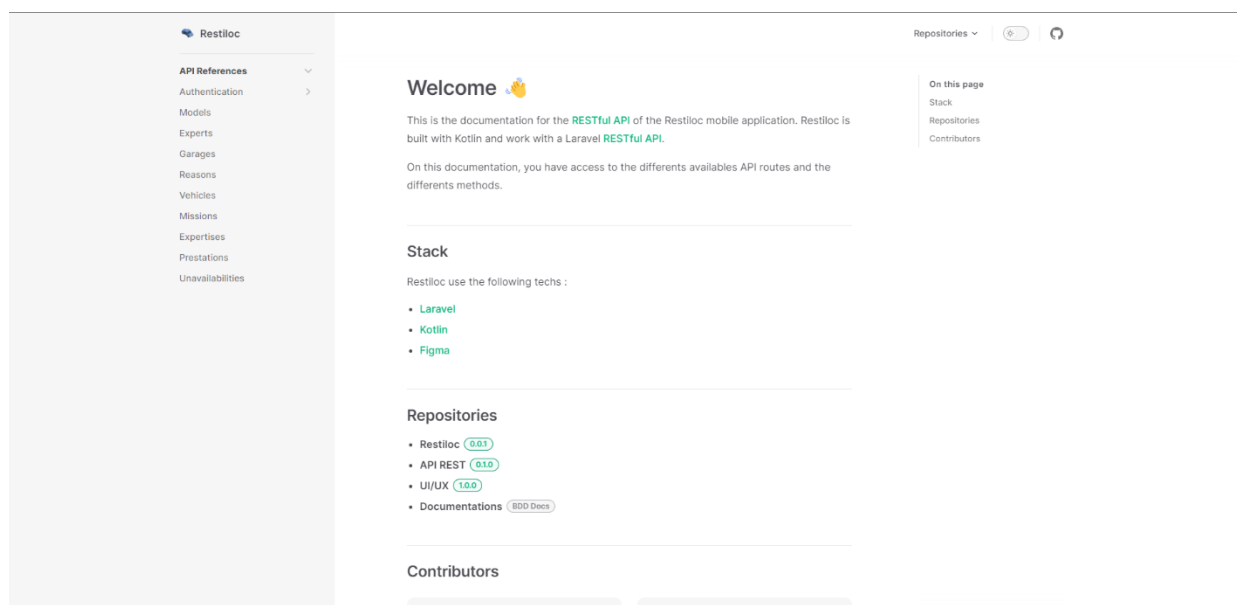 Restiloc
Repositories
API References
Authentication
Models
Experts
Garages
Reasons
Vehicles
Missions
Expertises
Prestations
Unavailabilities
Welcome 👋
This is the documentation for the RESTful API of the Restiloc mobile application. Restiloc is
built with Kotlin and work with a Laravel RESTful API.
On this documentation, you have access to the differents availables API routes and the
differents methods.
Stack
Restiloc use the following techs :
• Laravel
• Kotlin
• Figma
Repositories
• Restiloc 0.0.1
• API REST 0.1.0
• UI/UX 1.0.0
• Documentations BDD Docs
Contributors
On this page
Stack
Repositories
Contributors